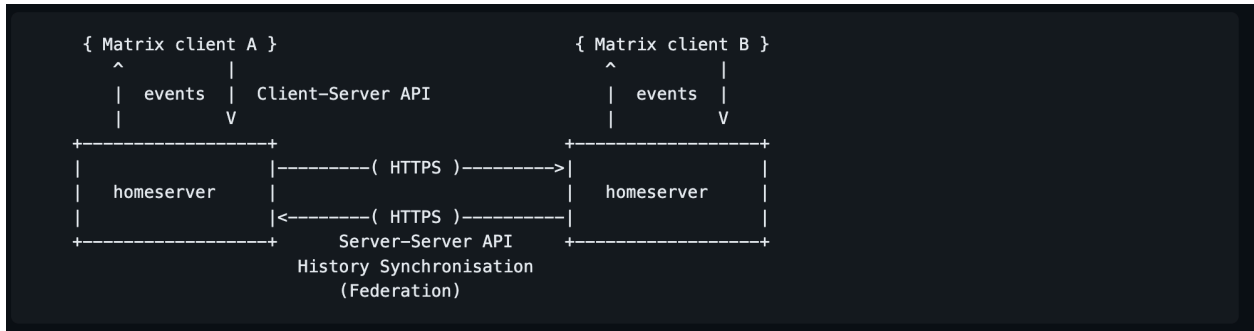 { Matrix client A } { Matrix client B }
^ | ^ |
| events | Client-Server API | events |
| V | V
+------------------+ +------------------+
| |---------( HTTPS )--------->| |
| homeserver | | homeserver |
| |<--------( HTTPS )----------| |
+------------------+ Server-Server API +------------------+
History Synchronisation
(Federation)